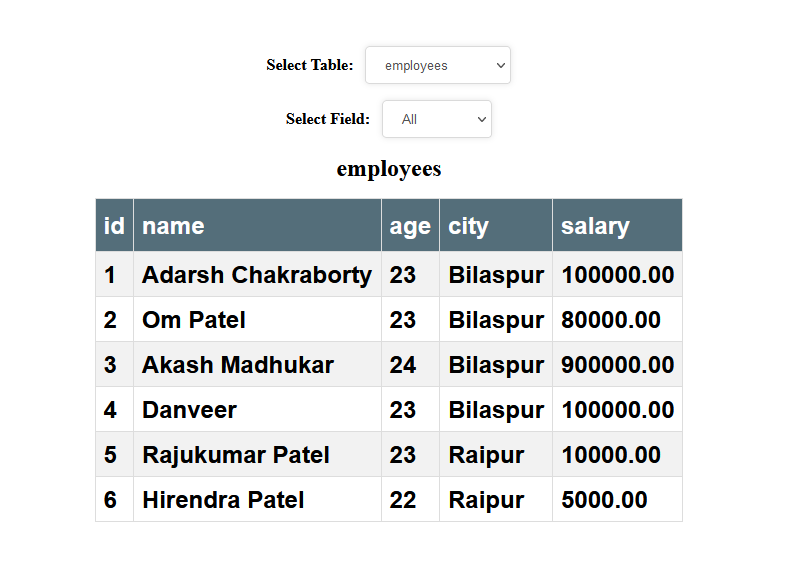 Select Table: employees
Select Field: All
employees
id name age city salary
1 Adarsh Chakraborty 23 Bilaspur 100000.00
2 Om Patel 23 Bilaspur 80000.00
3 Akash Madhukar 24 Bilaspur 900000.00
4 Danveer 23 Bilaspur 100000.00
5 Rajukumar Patel 23 Raipur 10000.00
6 Hirendra Patel 22 Raipur 5000.00